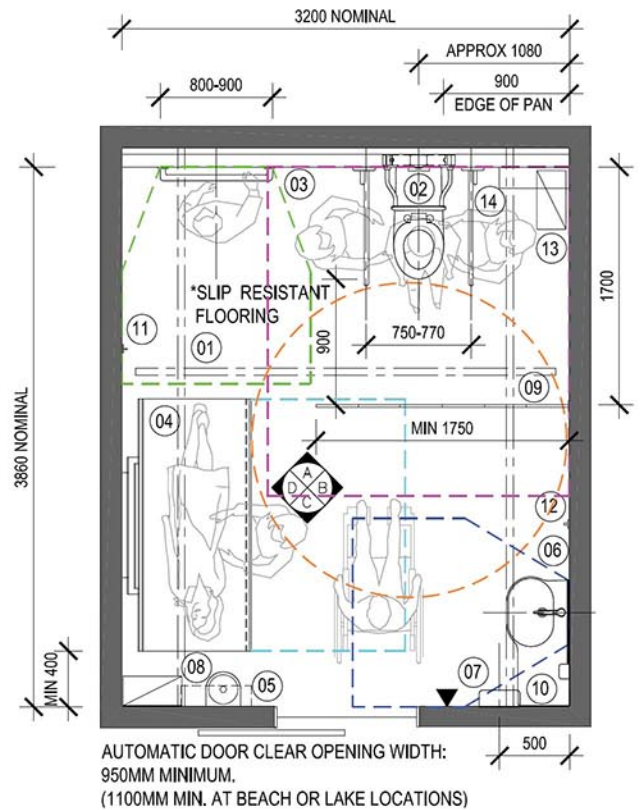 3200 NOMINAL
APPROX 1080
800-900
900
EDGE OF PAN
03
02
14
13
*SLIP RESISTANT
FLOORING
1700
11
01
900
750-770
09
04
MIN 1750
3860 NOMINAL
A
D B
C
12
06
MIN 400
08
05
07
10
500
AUTOMATIC DOOR CLEAR OPENING WIDTH:
950MM MINIMUM.
(1100MM MIN. AT BEACH OR LAKE LOCATIONS)